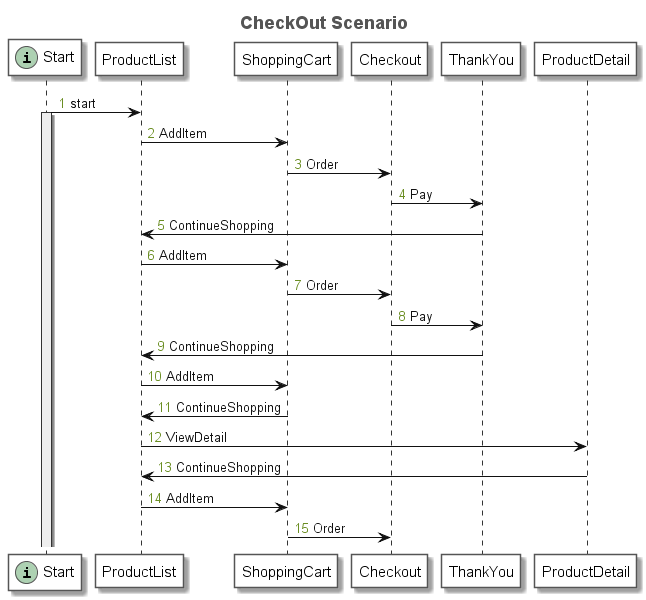 CheckOut Scenario
i Start ProductList ShoppingCart Checkout ThankYou ProductDetail
1 start
2 AddItem
3 Order
4 Pay
5 ContinueShopping
6 AddItem
7 Order
8 Pay
9 ContinueShopping
10 AddItem
11 ContinueShopping
12 ViewDetail
13 ContinueShopping
14 AddItem
15 Order
i Start ProductList ShoppingCart Checkout ThankYou ProductDetail